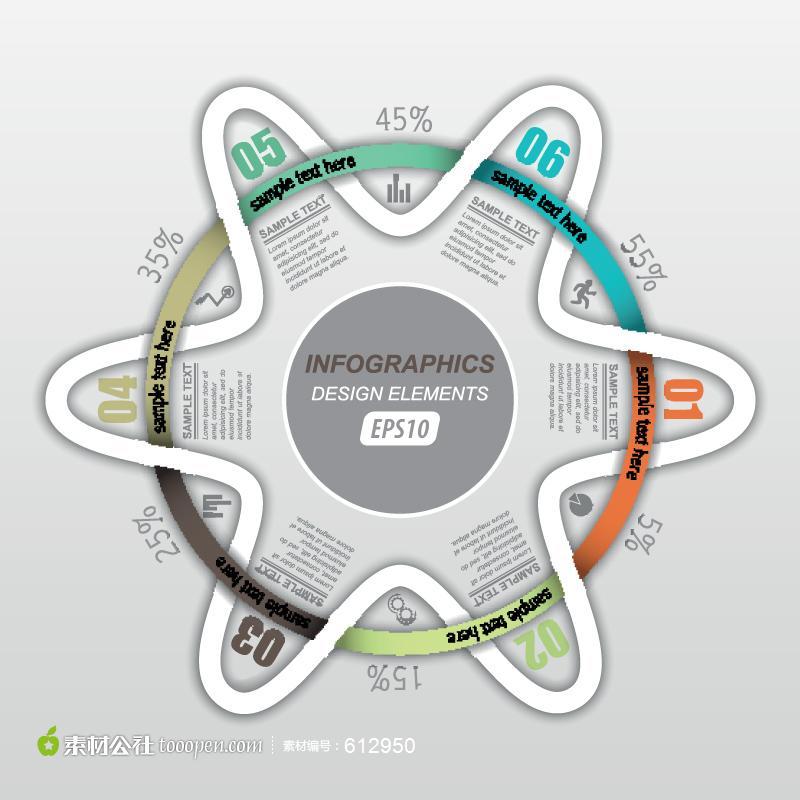 45%
05
sample text here
SAMPLE TEXT
Lorem ipsum dolor sit
amet, consectetur
adipiscing elit, sed do
eiusmod tempor
incididunt ut labore et
dolore magna aliqua.
06
sample text here
SAMPLE TEXT
Lorem ipsum dolor sit
amet, consectetur
adipiscing elit, sed do
eiusmod tempor
incididunt ut labore et
dolore magna aliqua.
35%
55%
04
sample text here
SAMPLE TEXT
Lorem ipsum dolor sit
amet, consectetur
adipiscing elit, sed do
eiusmod tempor
incididunt ut labore et
dolore magna aliqua.
INFOGRAPHICS
DESIGN ELEMENTS
EPS10
01
sample text here
SAMPLE TEXT
Lorem ipsum dolor sit
amet, consectetur
adipiscing elit, sed do
eiusmod tempor
incididunt ut labore et
dolore magna aliqua.
25%
5%
03
sample text here
SAMPLE TEXT
Lorem ipsum dolor sit
amet, consectetur
adipiscing elit, sed do
eiusmod tempor
incididunt ut labore et
dolore magna aliqua.
02
sample text here
SAMPLE TEXT
Lorem ipsum dolor sit
amet, consectetur
adipiscing elit, sed do
eiusmod tempor
incididunt ut labore et
dolore magna aliqua.
15%
素材公社 tooopen.com 素材编号：612950